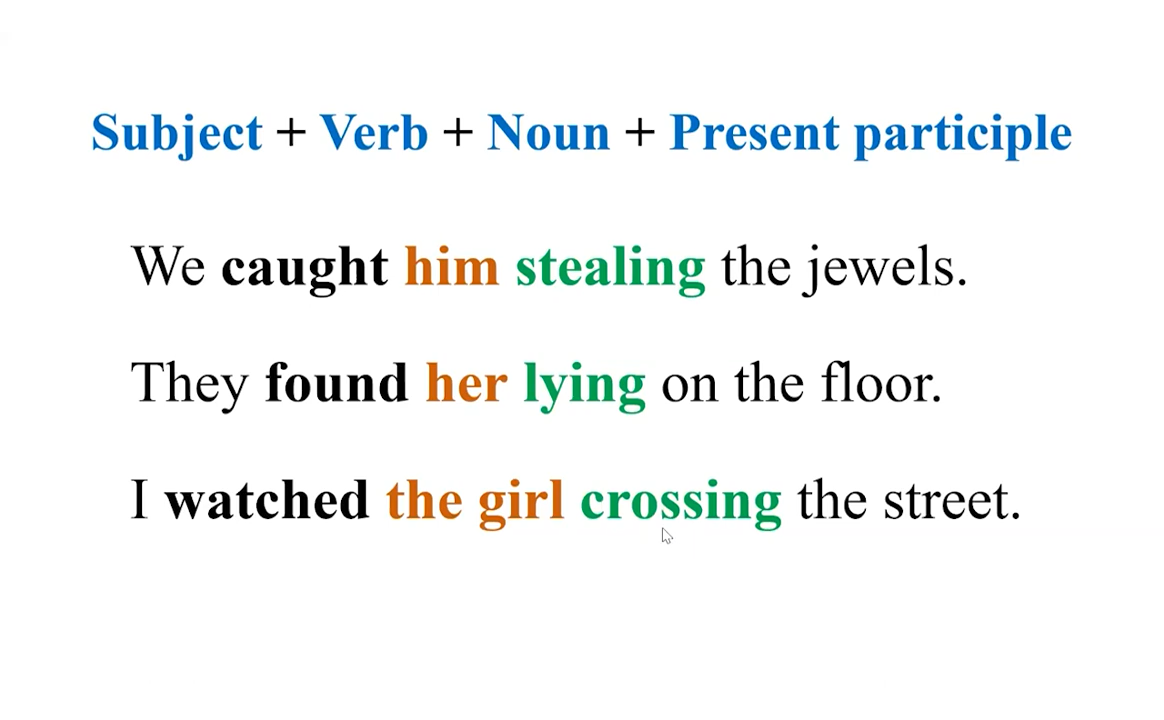 Subject + Verb + Noun + Present participle
We caught him stealing the jewels.
They found her lying on the floor.
I watched the girl crossing the street.